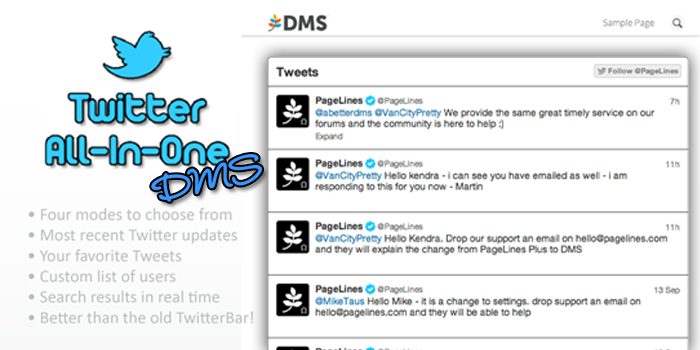 Twitter
All-In-One
DMS
• Four modes to choose from
• Most recent Twitter updates
• Your favorite Tweets
• Custom list of users
• Search results in real time
• Better than the old TwitterBar!
DMS
Sample Page
Tweets
Follow @PageLines
PageLines @PageLines 7h
@abetterdms @VanCityPretty We provide the same great timely service on our
forums and the community is here to help :)
Expand
PageLines @PageLines 11h
@VanCityPretty Hello kendra - i can see you have emailed as well - i am
responding to this for you now - Martin
PageLines @PageLines 11h
@VanCityPretty Hello Kendra. Drop our support an email on hello@pagelines.com
and they will explain the change from PageLines Plus to DMS
PageLines @PageLines 13 Sep
@MikeTaus Hello Mike - it is a change to settings. drop support an email on
hello@pagelines.com and they will be able to help